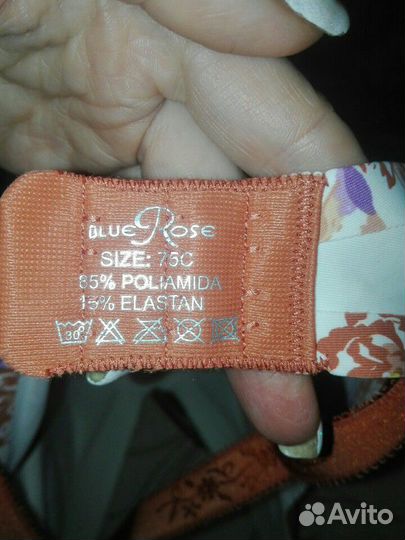 BLUE ROSE
SIZE: 75C
85% POLIAMIDA
15% ELASTAN
30
Avito